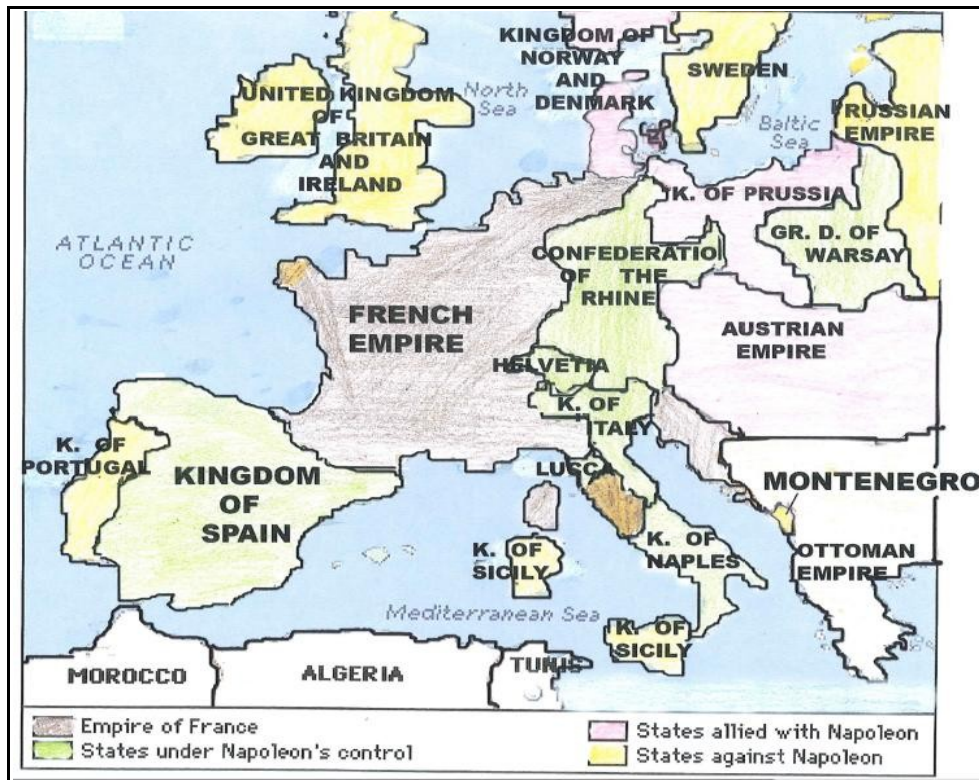 KINGDOM OF
NORWAY
AND
DENMARK
SWEDEN
North
Sea
Baltic
Sea
PRUSSIAN
EMPIRE
UNITED KINGDOM
OF
GREAT BRITAIN
AND
IRELAND
K. OF PRUSSIA
GR. D. OF
WARSAY
ATLANTIC
OCEAN
CONFEDERATIO
OF THE
RHINE
FRENCH
EMPIRE
AUSTRIAN
EMPIRE
HELVETIA
K. OF
ITALY
K. OF
PORTUGAL
KINGDOM
OF
SPAIN
LUCCA
MONTENEGRO
K. OF
SICILY
K. OF
NAPLES
OTTOMAN
EMPIRE
Mediterranean Sea
K. OF
SICILY
MOROCCO
ALGERIA
TUNIS
Empire of France
States under Napoleon's control
States allied with Napoleon
States against Napoleon